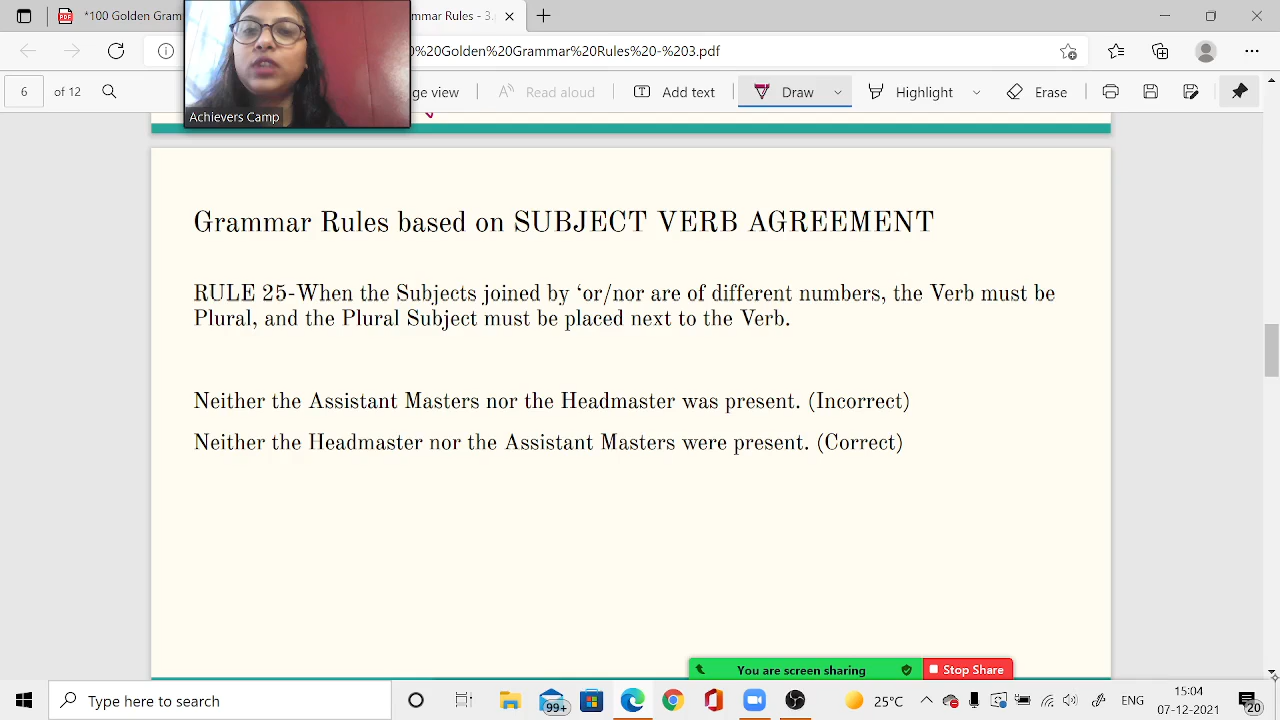 *100 Golden Gram
mmar Rules - 3.
0%20Golden%20Grammar%20Rules%20-%203.pdf
6 of 12
ge view
Read aloud
Add text
Draw
Highlight
Erase
Achievers Camp
Grammar Rules based on SUBJECT VERB AGREEMENT
RULE 25-When the Subjects joined by ‘or/nor are of different numbers, the Verb must be
Plural, and the Plural Subject must be placed next to the Verb.
Neither the Assistant Masters nor the Headmaster was present. (Incorrect)
Neither the Headmaster nor the Assistant Masters were present. (Correct)
You are screen sharing
Stop Share
Type here to search
99+
25°C
ENG
07-12-2021
20